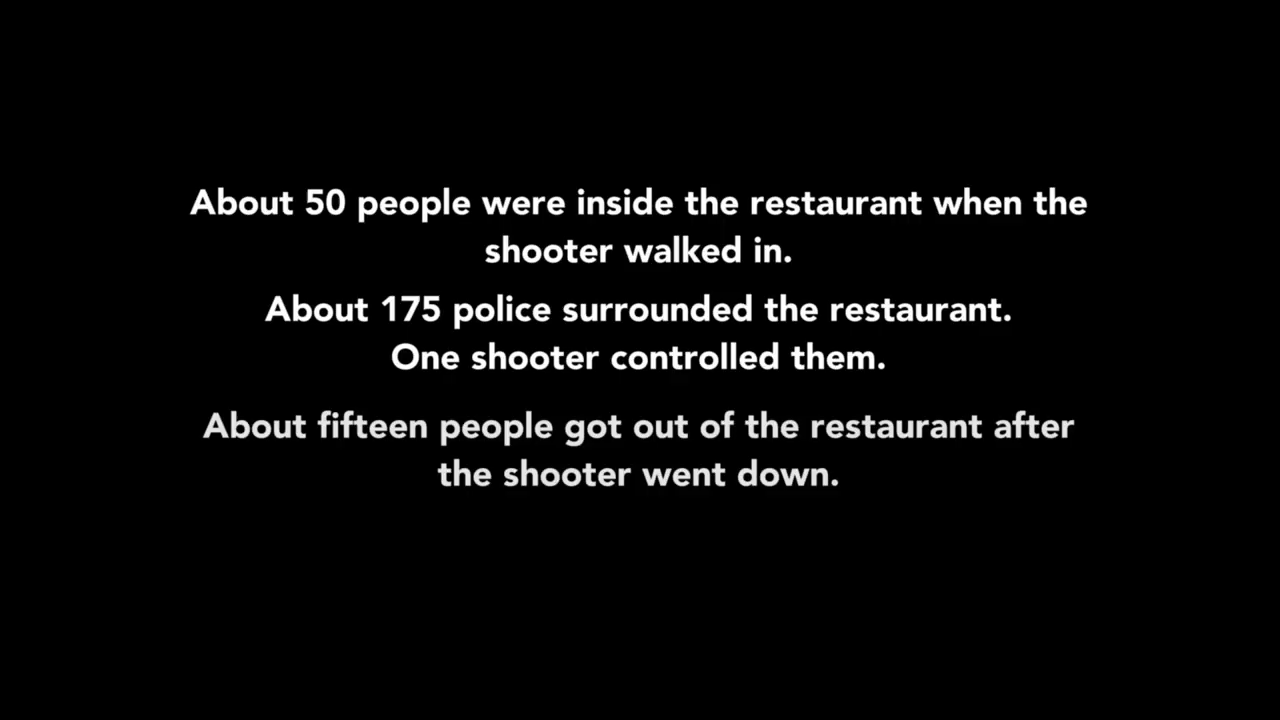 About 50 people were inside the restaurant when the
shooter walked in.
About 175 police surrounded the restaurant.
One shooter controlled them.
About fifteen people got out of the restaurant after
the shooter went down.